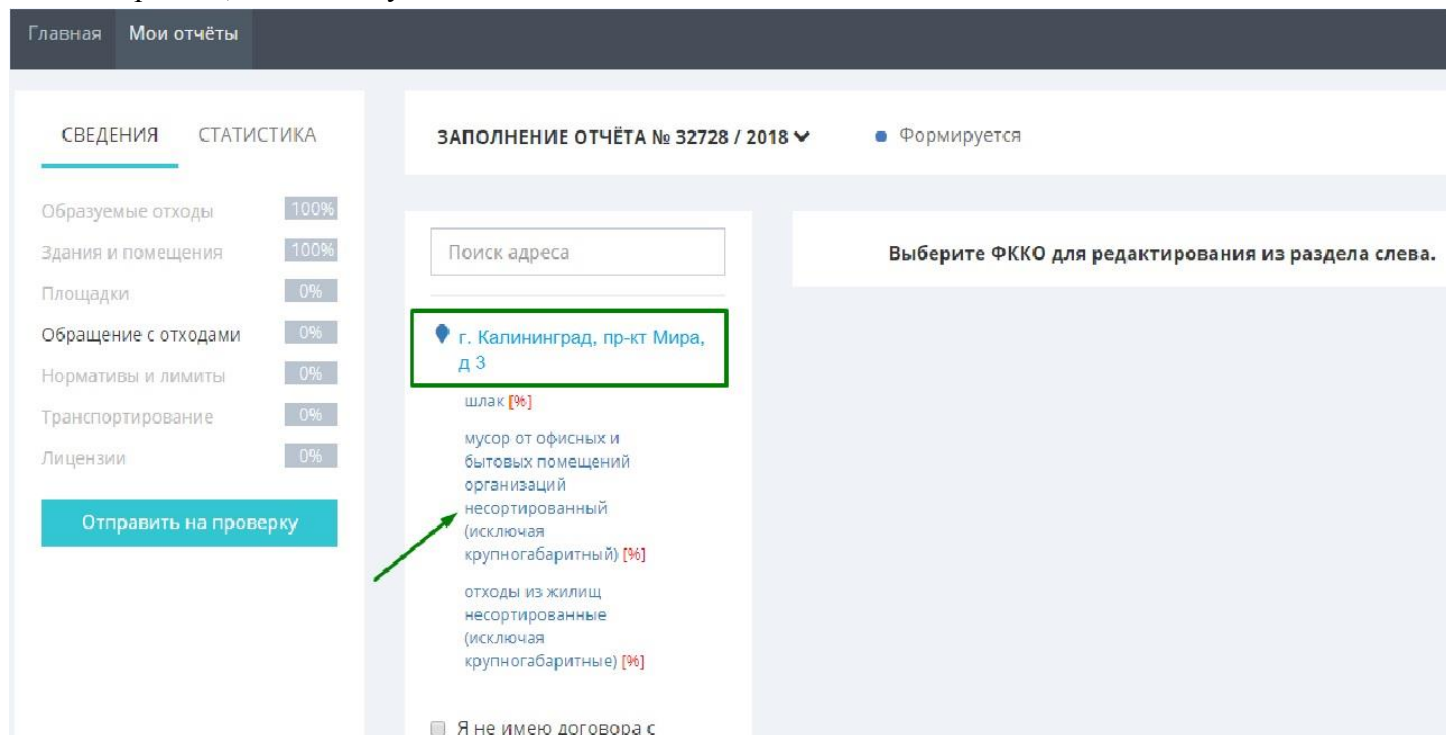 Главная Мои отчёты
СВЕДЕНИЯ СТАТИСТИКА
Образуемые отходы 100%
Здания и помещения 100%
Площадки 0%
Обращение с отходами 0%
Нормативы и лимиты 0%
Транспортирование 0%
Лицензии 0%
Отправить на проверку
ЗАПОЛНЕНИЕ ОТЧЁТА № 32728 / 2018 Формируется
Поиск адреса
г. Калининград, пр-кт Мира,
д 3
шлак [%]
мусор от офисных и
бытовых помещений
организаций
несортированный
(исключая
крупногабаритный) [%]
отходы из жилищ
несортированные
(исключая
крупногабаритные) [%]
Я не имею договора с
Выберите ФККО для редактирования из раздела слева.